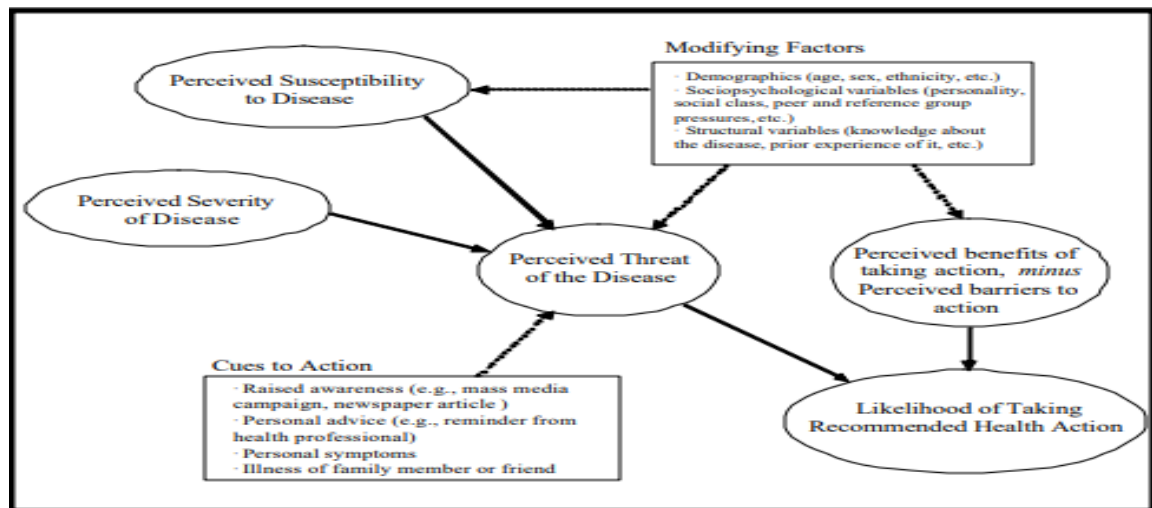 Modifying Factors
· Demographics (age, sex, ethnicity, etc.)
· Sociopsychological variables (personality,
social class, peer and reference group
pressures, etc.)
· Structural variables (knowledge about
the disease, prior experience of it, etc.)
Perceived Susceptibility
to Disease
Perceived Severity
of Disease
Perceived Threat
of the Disease
Perceived benefits of
taking action, minus
Perceived barriers to
action
Cues to Action
· Raised awareness (e.g., mass media
campaign, newspaper article )
· Personal advice (e.g., reminder from
health professional)
· Personal symptoms
· Illness of family member or friend
Likelihood of Taking
Recommended Health Action